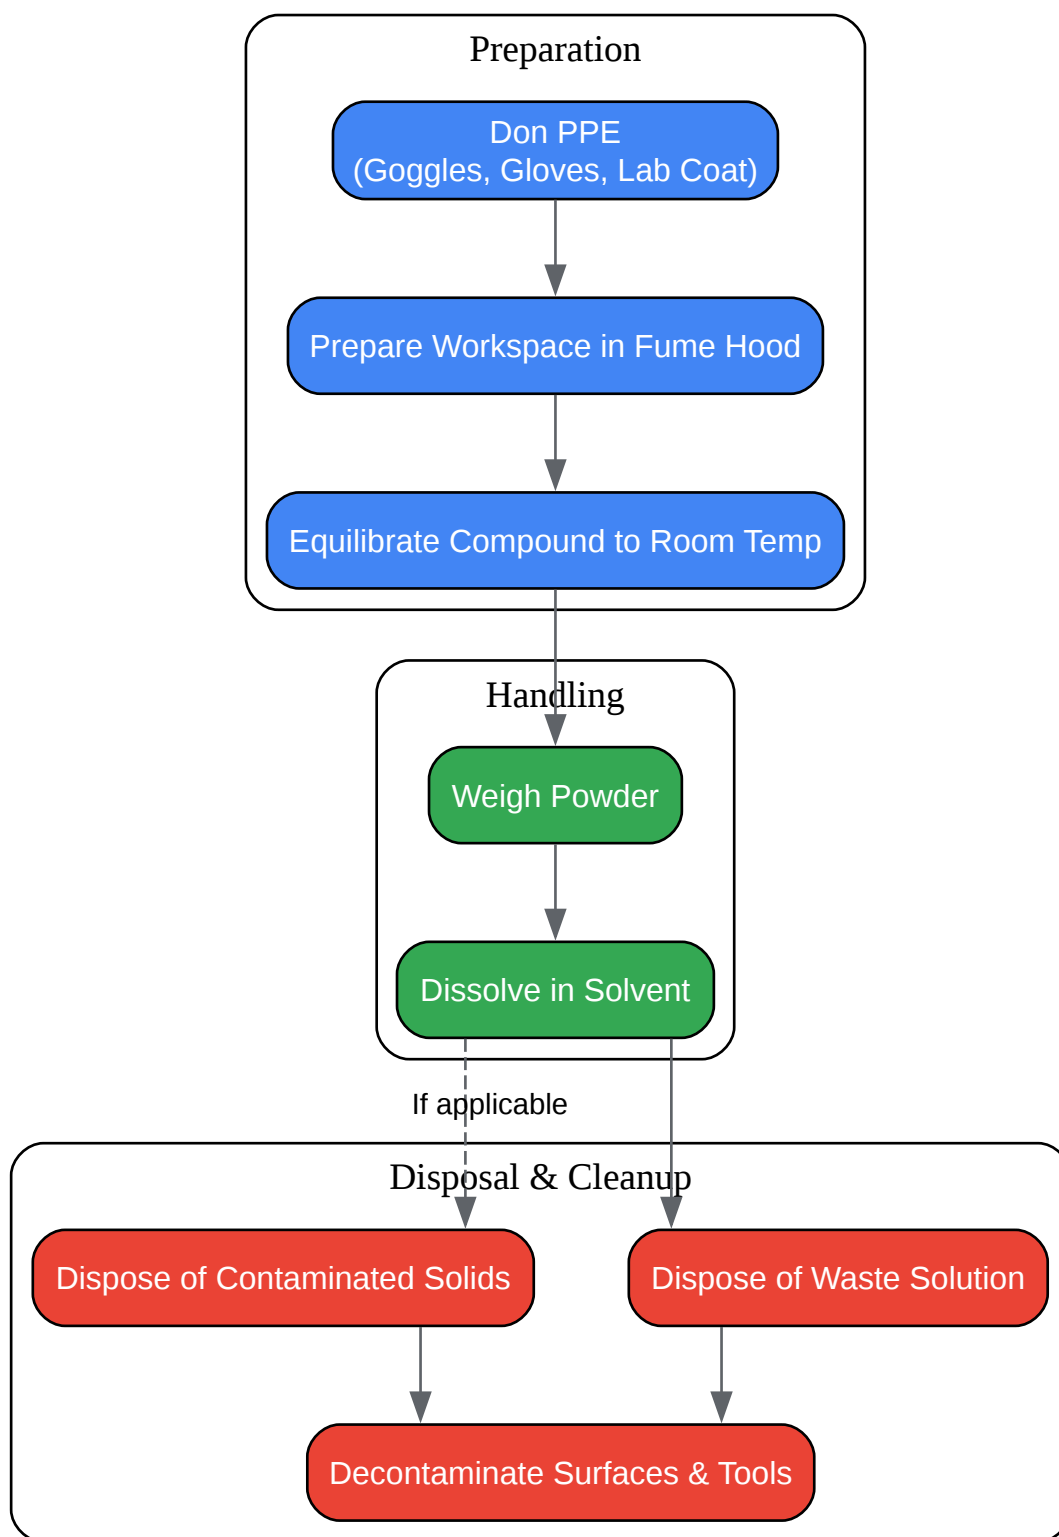 Preparation
Don PPE
(Goggles, Gloves, Lab Coat)
Prepare Workspace in Fume Hood
Equilibrate Compound to Room Temp
Handling
Weigh Powder
Dissolve in Solvent
If applicable
Disposal & Cleanup
Dispose of Contaminated Solids
Dispose of Waste Solution
Decontaminate Surfaces & Tools